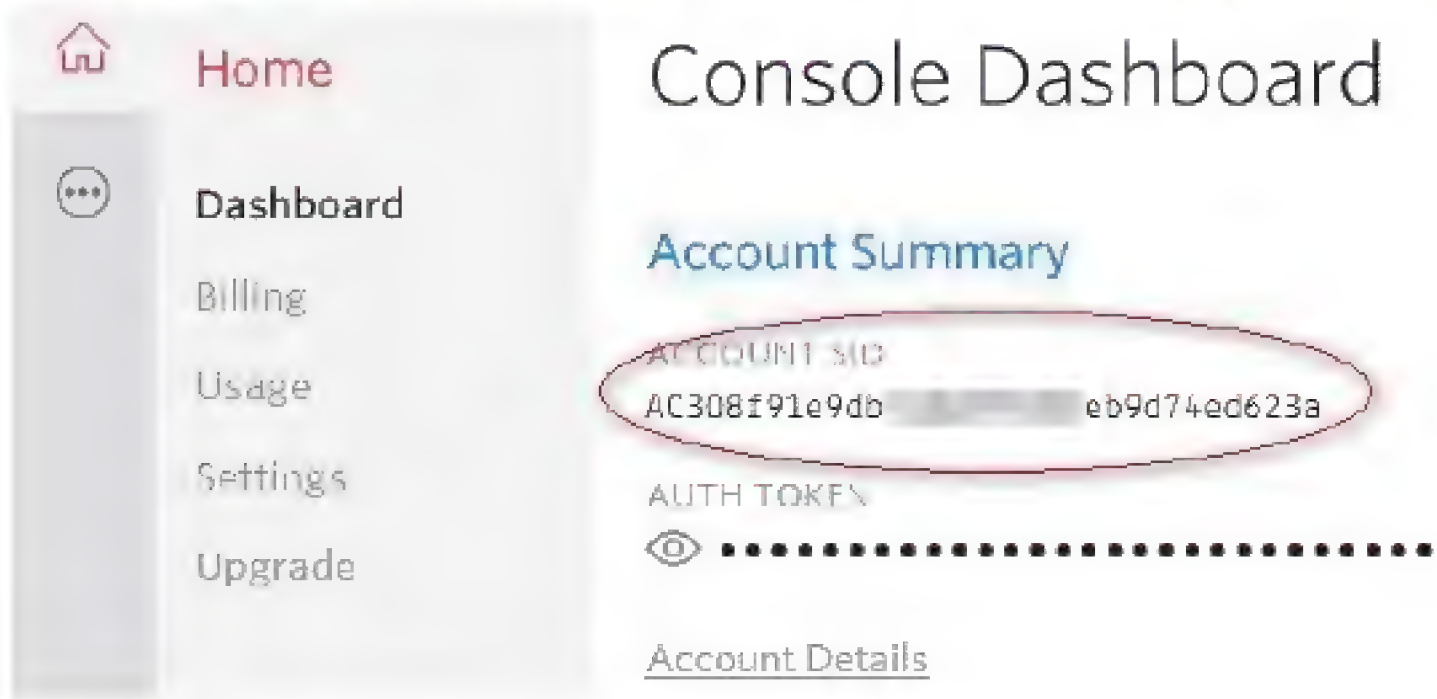 Home
Dashboard
Billing
Usage
Settings
Upgrade
Console Dashboard
Account Summary
ACCOUNT SID
AC308f91e9db eb9d74ed623a
AUTH TOKEN
Account Details